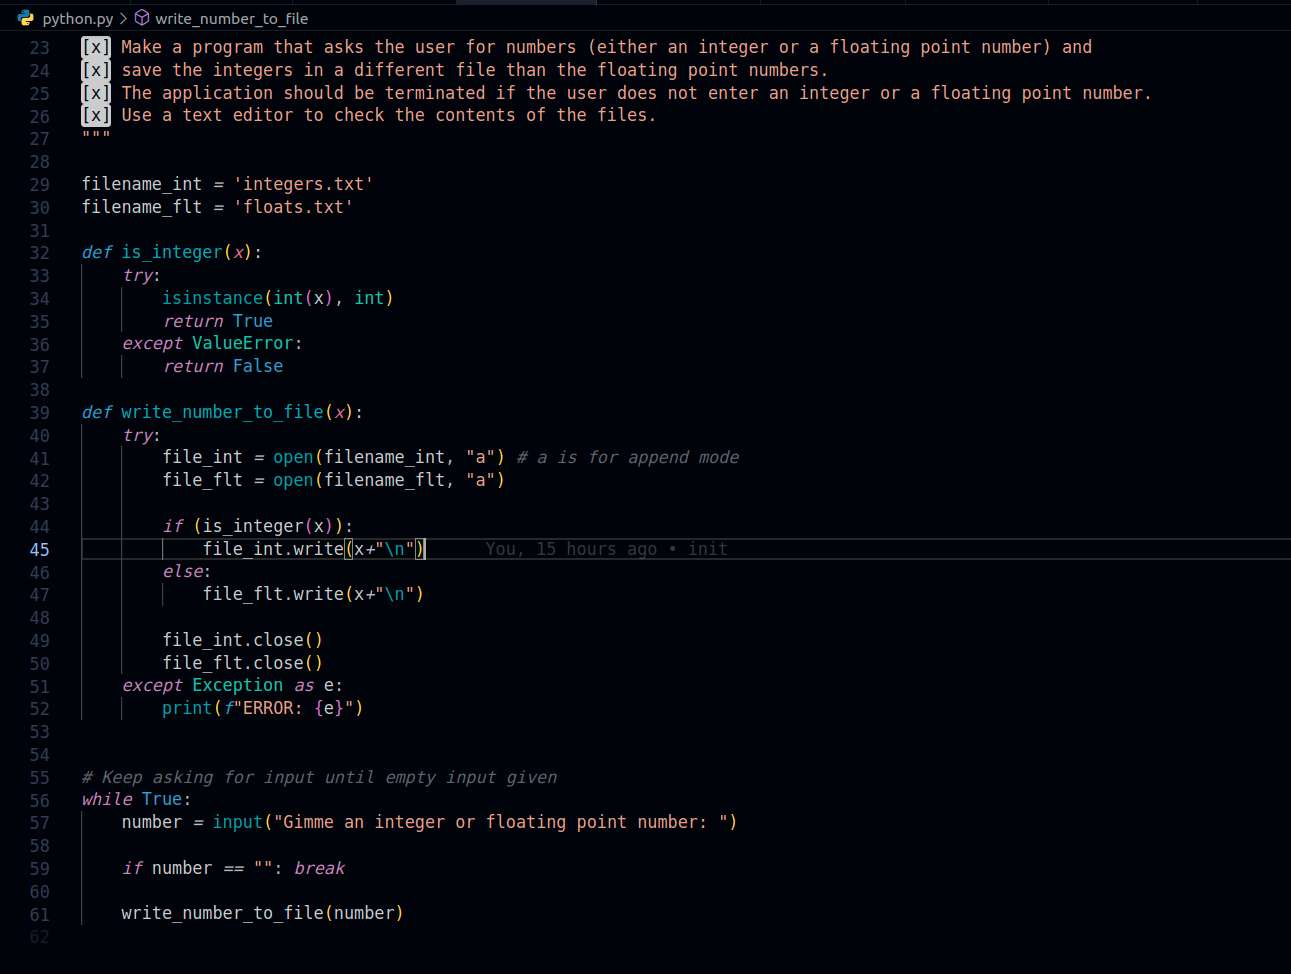 python.py > write_number_to_file
23 [x] Make a program that asks the user for numbers (either an integer or a floating point number) and
24 [x] save the integers in a different file than the floating point numbers.
25 [x] The application should be terminated if the user does not enter an integer or a floating point number.
26 [x] Use a text editor to check the contents of the files.
27 """
28
29 filename_int = 'integers.txt'
30 filename_flt = 'floats.txt'
31
32 def is_integer(x):
33     try:
34         isinstance(int(x), int)
35         return True
36     except ValueError:
37         return False
38
39 def write_number_to_file(x):
40     try:
41         file_int = open(filename_int, "a") # a is for append mode
42         file_flt = open(filename_flt, "a")
43
44         if (is_integer(x)):
45             file_int.write(x+"\n")      You, 15 hours ago • init
46         else:
47             file_flt.write(x+"\n")
48
49         file_int.close()
50         file_flt.close()
51     except Exception as e:
52         print(f"ERROR: {e}")
53
54
55 # Keep asking for input until empty input given
56 while True:
57     number = input("Gimme an integer or floating point number: ")
58
59     if number == "": break
60
61     write_number_to_file(number)
62